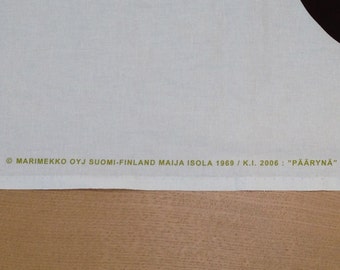 © MARIMEKKO OYJ SUOMI-FINLAND MAIJA ISOLA 1969 / K.I. 2006 : "PÄÄRYNÄ"